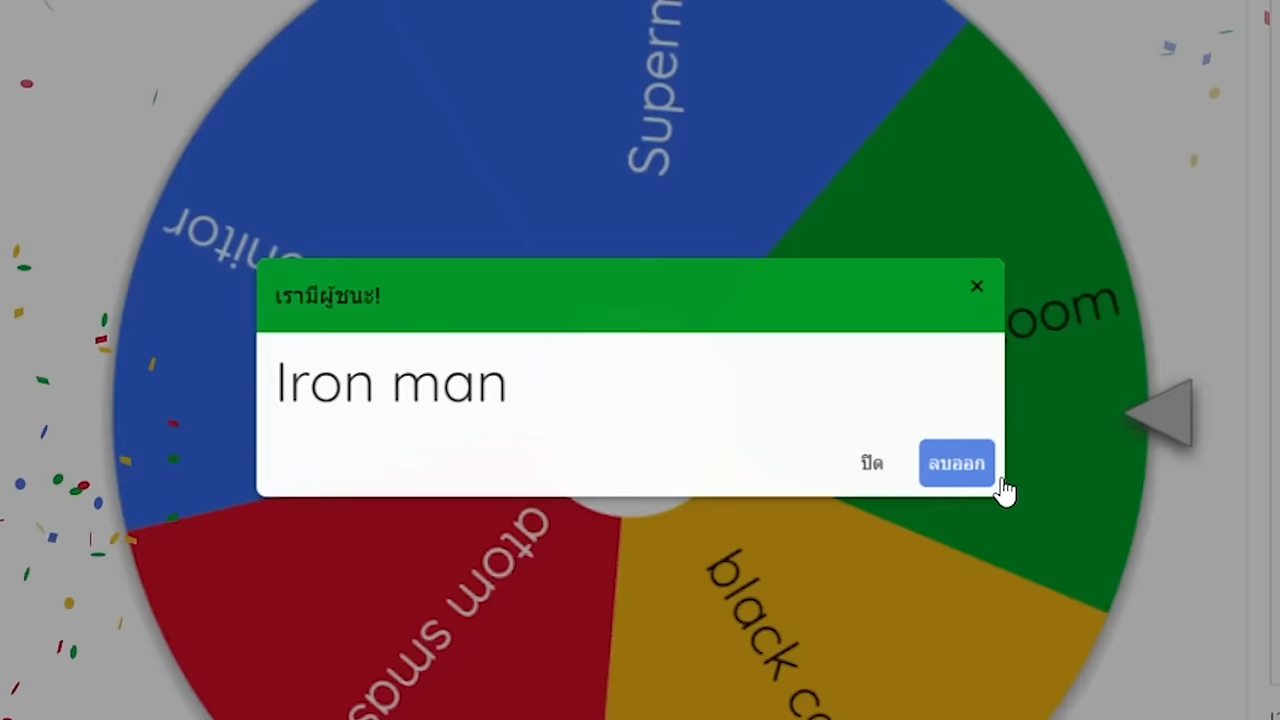 Superm
onitor
เรามีผู้ชนะ!
oom
Iron man
ปิด
ลบออก
atom smas
black c